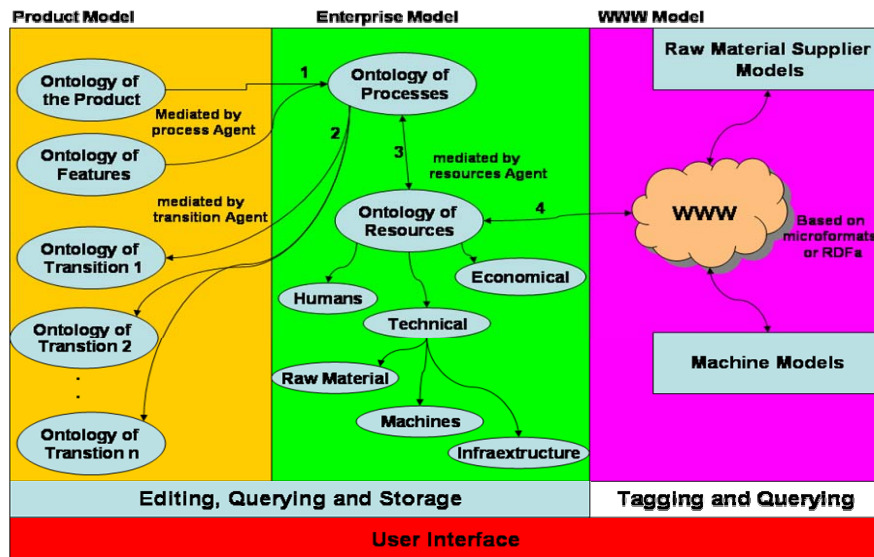 Product Model
Enterprise Model
WWW Model
Ontology of
the Product
1
Mediated by
process Agent
Ontology of
Features
mediated by
transition Agent
Ontology of
Transition 1
Ontology of
Transtion 2
.
.
Ontology of
Transtion n
Ontology of
Processes
2
3
mediated by
resources Agent
Ontology of
Resources
4
Humans
Economical
Technical
Raw Material
Machines
Infraextructure
Raw Material Supplier
Models
WWW
Based on
microformats
or RDFa
Machine Models
Editing, Querying and Storage
Tagging and Querying
User Interface